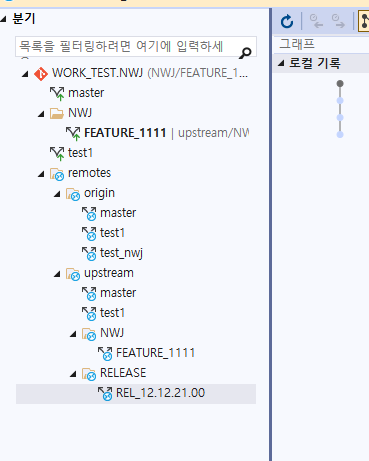 분기
그래프
목록을 필터링하려면 여기에 입력하세
로컬 기록
WORK_TEST.NWJ (NWJ/FEATURE_1...
master
NWJ
FEATURE_1111 | upstream/NW
test1
remotes
origin
master
test1
test_nwj
upstream
master
test1
NWJ
FEATURE_1111
RELEASE
REL_12.12.21.00